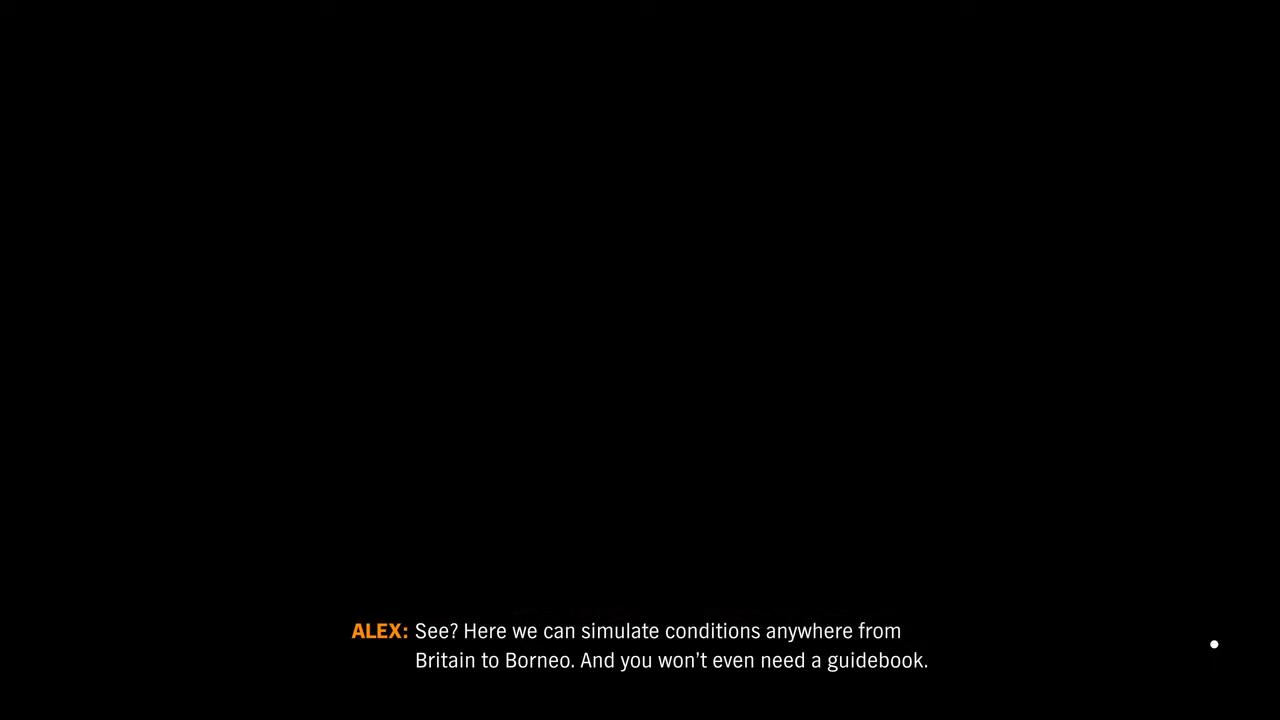 ALEX: See? Here we can simulate conditions anywhere from
Britain to Borneo. And you won’t even need a guidebook.